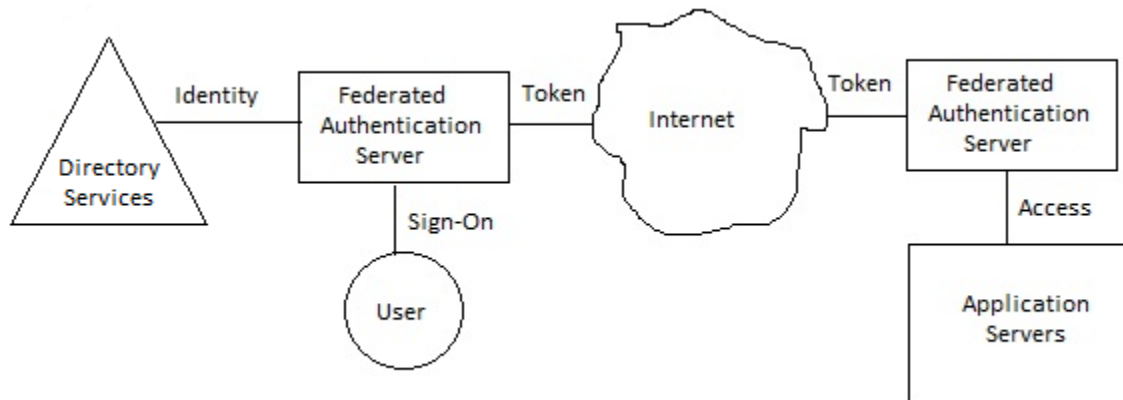 Directory
Services
Identity
Federated
Authentication
Server
Sign-On
User
Token
Internet
Token
Federated
Authentication
Server
Access
Application
Servers